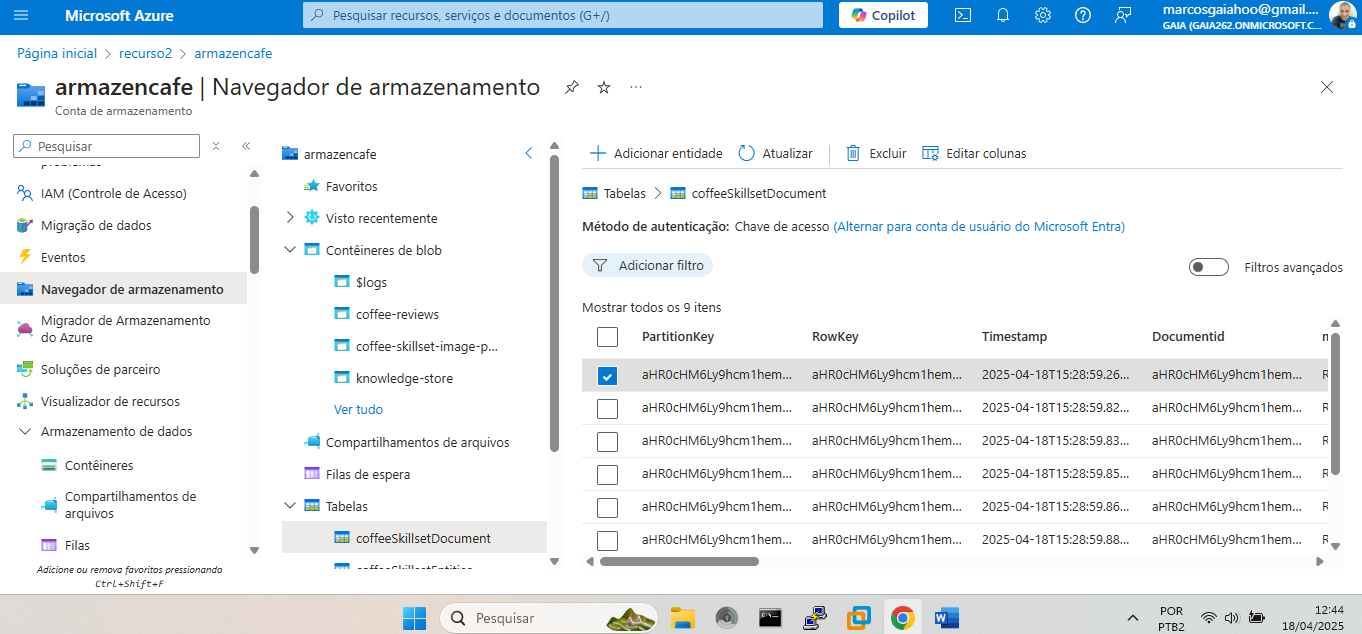 Microsoft Azure
Pesquisar recursos, serviços e documentos (G+/)
Copilot
marcosgaiahoo@gmail....
GAIA (GAIA262.ONMICROSOFT.C...
Página inicial > recurso2 > armazencafe
armazencafe | Navegador de armazenamento
Conta de armazenamento
Pesquisar
problemas
IAM (Controle de Acesso)
Migração de dados
Eventos
Navegador de armazenamento
Migrador de Armazenamento
do Azure
Soluções de parceiro
Visualizador de recursos
Armazenamento de dados
Contêineres
Compartilhamentos de
arquivos
Filas
Adicione ou remova favoritos pressionando
Ctrl+Shift+F
armazencafe
Favoritos
Visto recentemente
Contêineres de blob
$logs
coffee-reviews
coffee-skillset-image-p...
knowledge-store
Ver tudo
Compartilhamentos de arquivos
Filas de espera
Tabelas
coffeeSkillsetDocument
Adicionar entidade
Atualizar
Excluir
Editar colunas
Tabelas > coffeeSkillsetDocument
Método de autenticação: Chave de acesso (Alternar para conta de usuário do Microsoft Entra)
Adicionar filtro
Filtros avançados
Mostrar todos os 9 itens
PartitionKey RowKey Timestamp Documentid
aHR0cHM6Ly9hcm1hem... aHR0cHM6Ly9hcm1hem... 2025-04-18T15:28:59.26... aHR0cHM6Ly9hcm1hem...
aHR0cHM6Ly9hcm1hem... aHR0cHM6Ly9hcm1hem... 2025-04-18T15:28:59.82... aHR0cHM6Ly9hcm1hem...
aHR0cHM6Ly9hcm1hem... aHR0cHM6Ly9hcm1hem... 2025-04-18T15:28:59.83... aHR0cHM6Ly9hcm1hem...
aHR0cHM6Ly9hcm1hem... aHR0cHM6Ly9hcm1hem... 2025-04-18T15:28:59.85... aHR0cHM6Ly9hcm1hem...
aHR0cHM6Ly9hcm1hem... aHR0cHM6Ly9hcm1hem... 2025-04-18T15:28:59.86... aHR0cHM6Ly9hcm1hem...
aHR0cHM6Ly9hcm1hem... aHR0cHM6Ly9hcm1hem... 2025-04-18T15:28:59.88... aHR0cHM6Ly9hcm1hem...
Pesquisar
POR
PTB2
12:44
18/04/2025